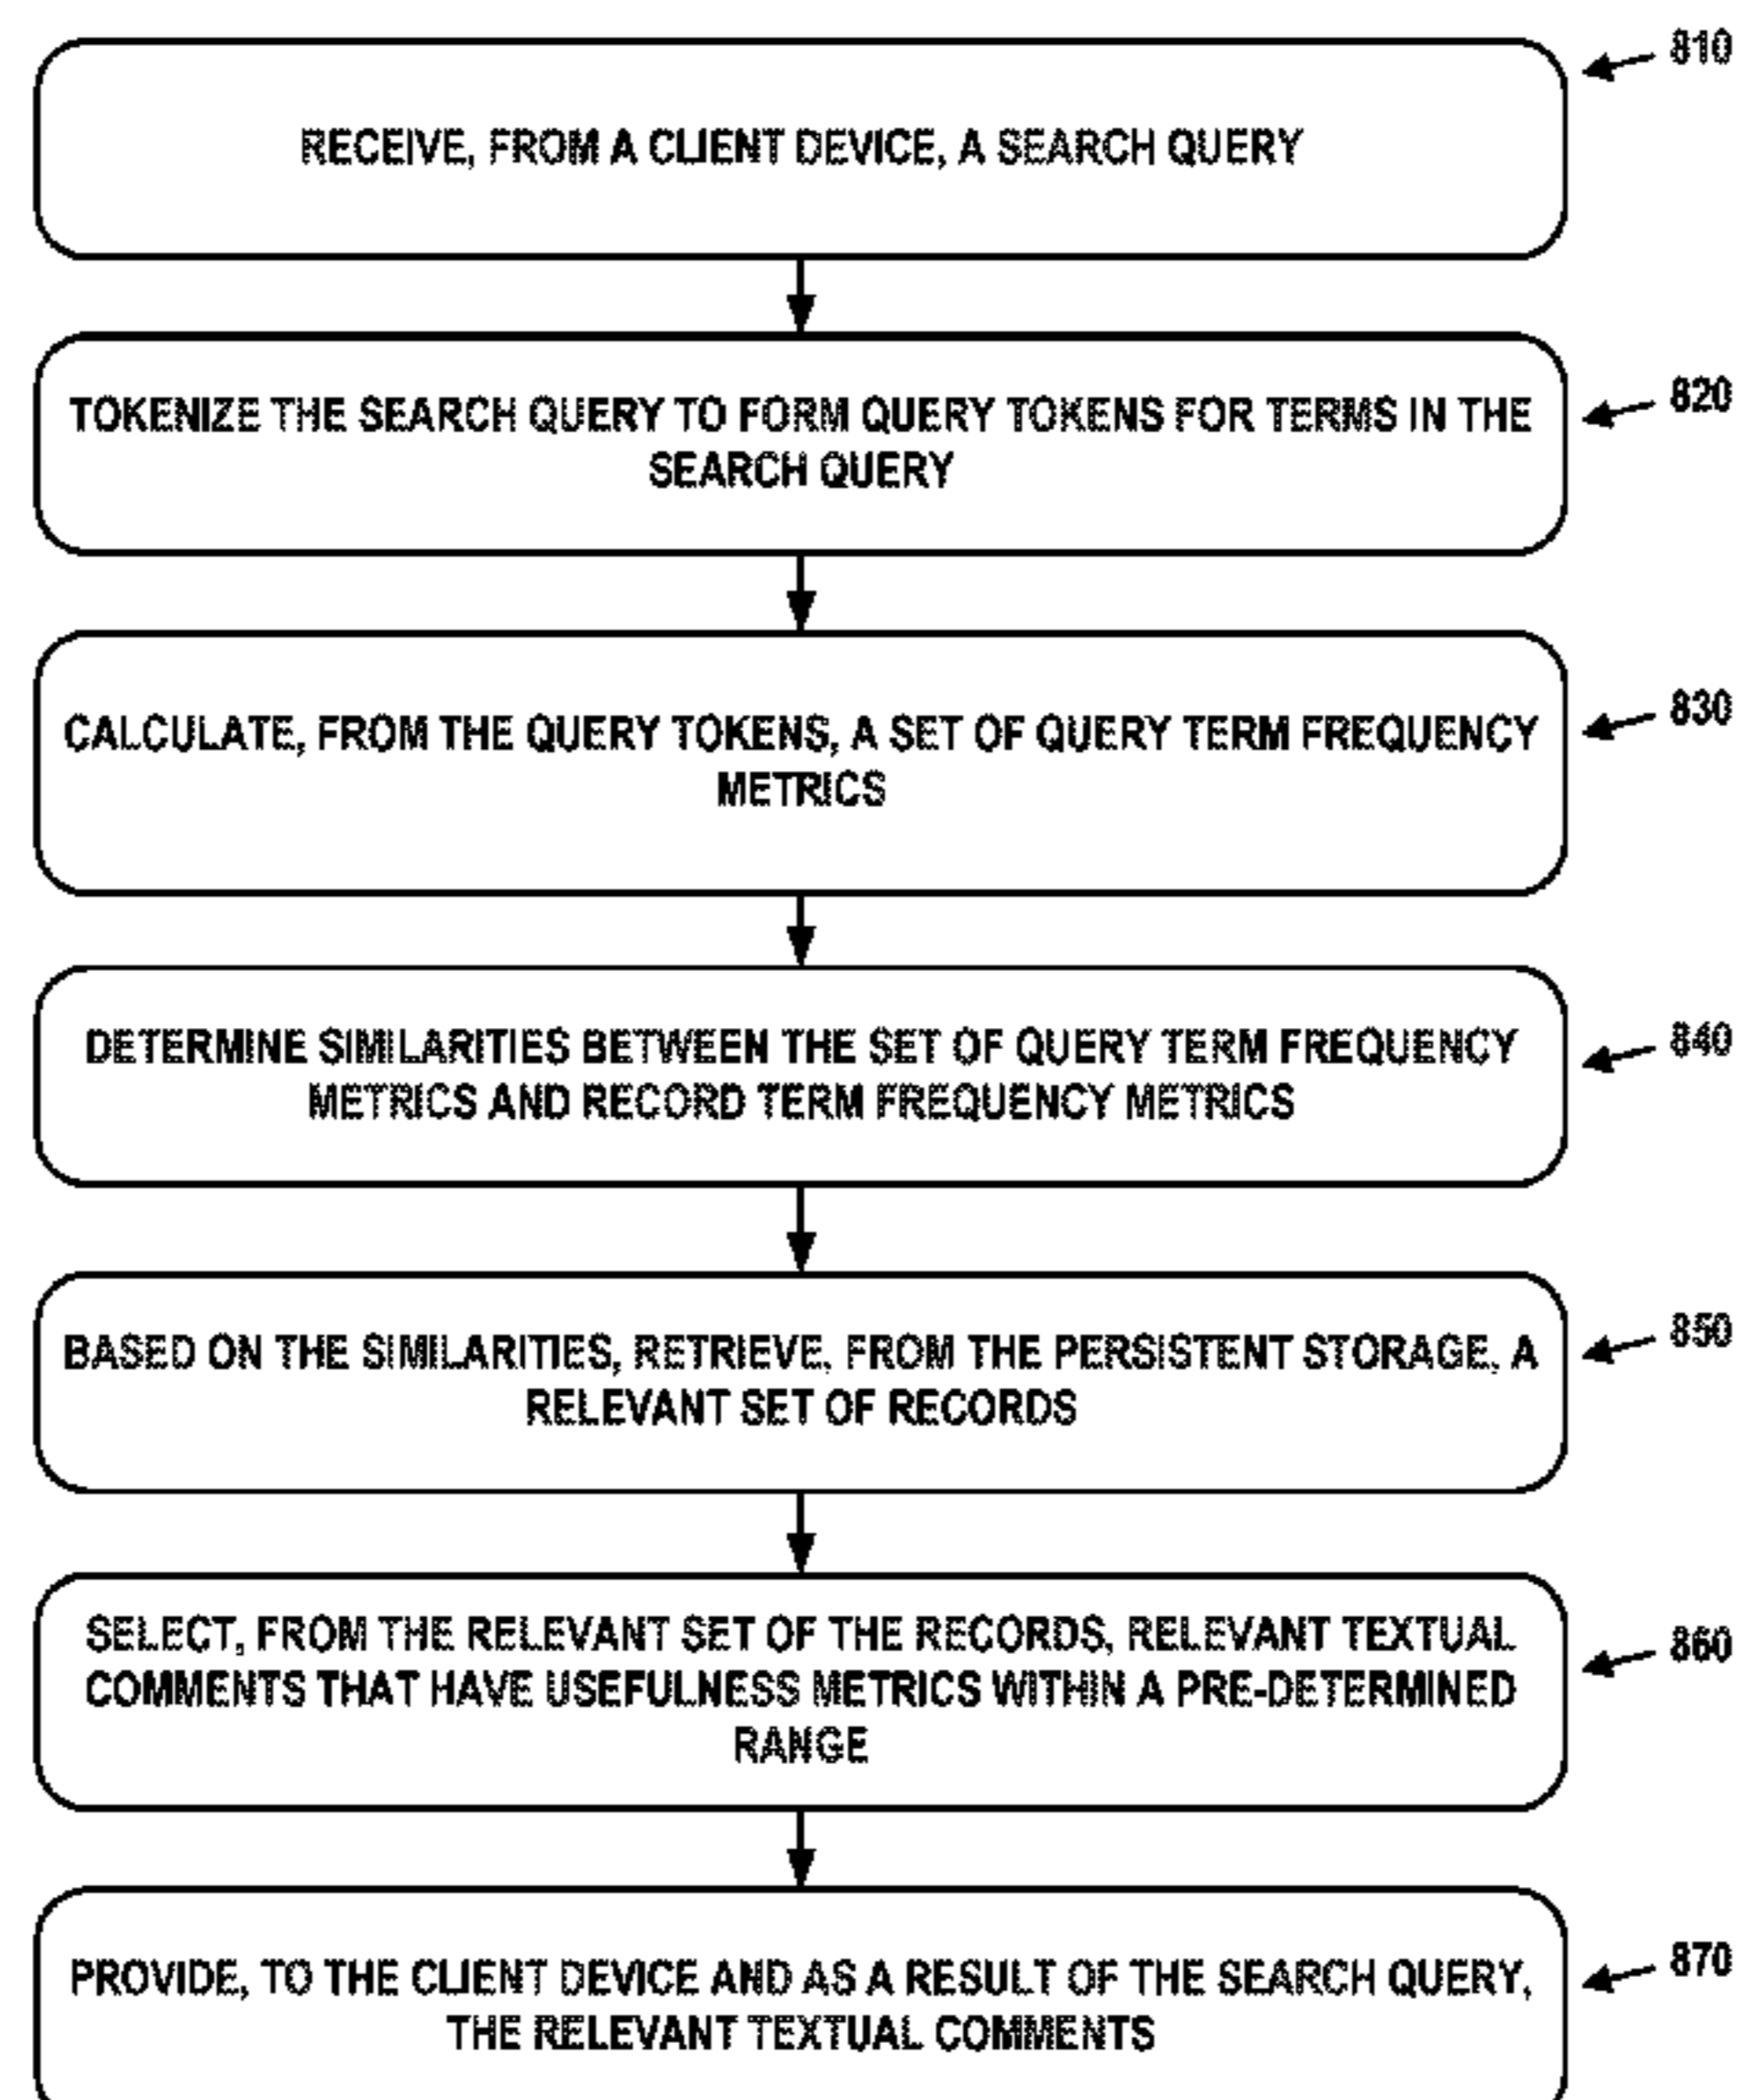 810
RECEIVE, FROM A CLIENT DEVICE, A SEARCH QUERY
820
TOKENIZE THE SEARCH QUERY TO FORM QUERY TOKENS FOR TERMS IN THE
SEARCH QUERY
830
CALCULATE, FROM THE QUERY TOKENS, A SET OF QUERY TERM FREQUENCY
METRICS
840
DETERMINE SIMILARITIES BETWEEN THE SET OF QUERY TERM FREQUENCY
METRICS AND RECORD TERM FREQUENCY METRICS
850
BASED ON THE SIMILARITIES, RETRIEVE, FROM THE PERSISTENT STORAGE, A
RELEVANT SET OF RECORDS
860
SELECT, FROM THE RELEVANT SET OF THE RECORDS, RELEVANT TEXTUAL
COMMENTS THAT HAVE USEFULNESS METRICS WITHIN A PRE-DETERMINED
RANGE
870
PROVIDE, TO THE CLIENT DEVICE AND AS A RESULT OF THE SEARCH QUERY,
THE RELEVANT TEXTUAL COMMENTS